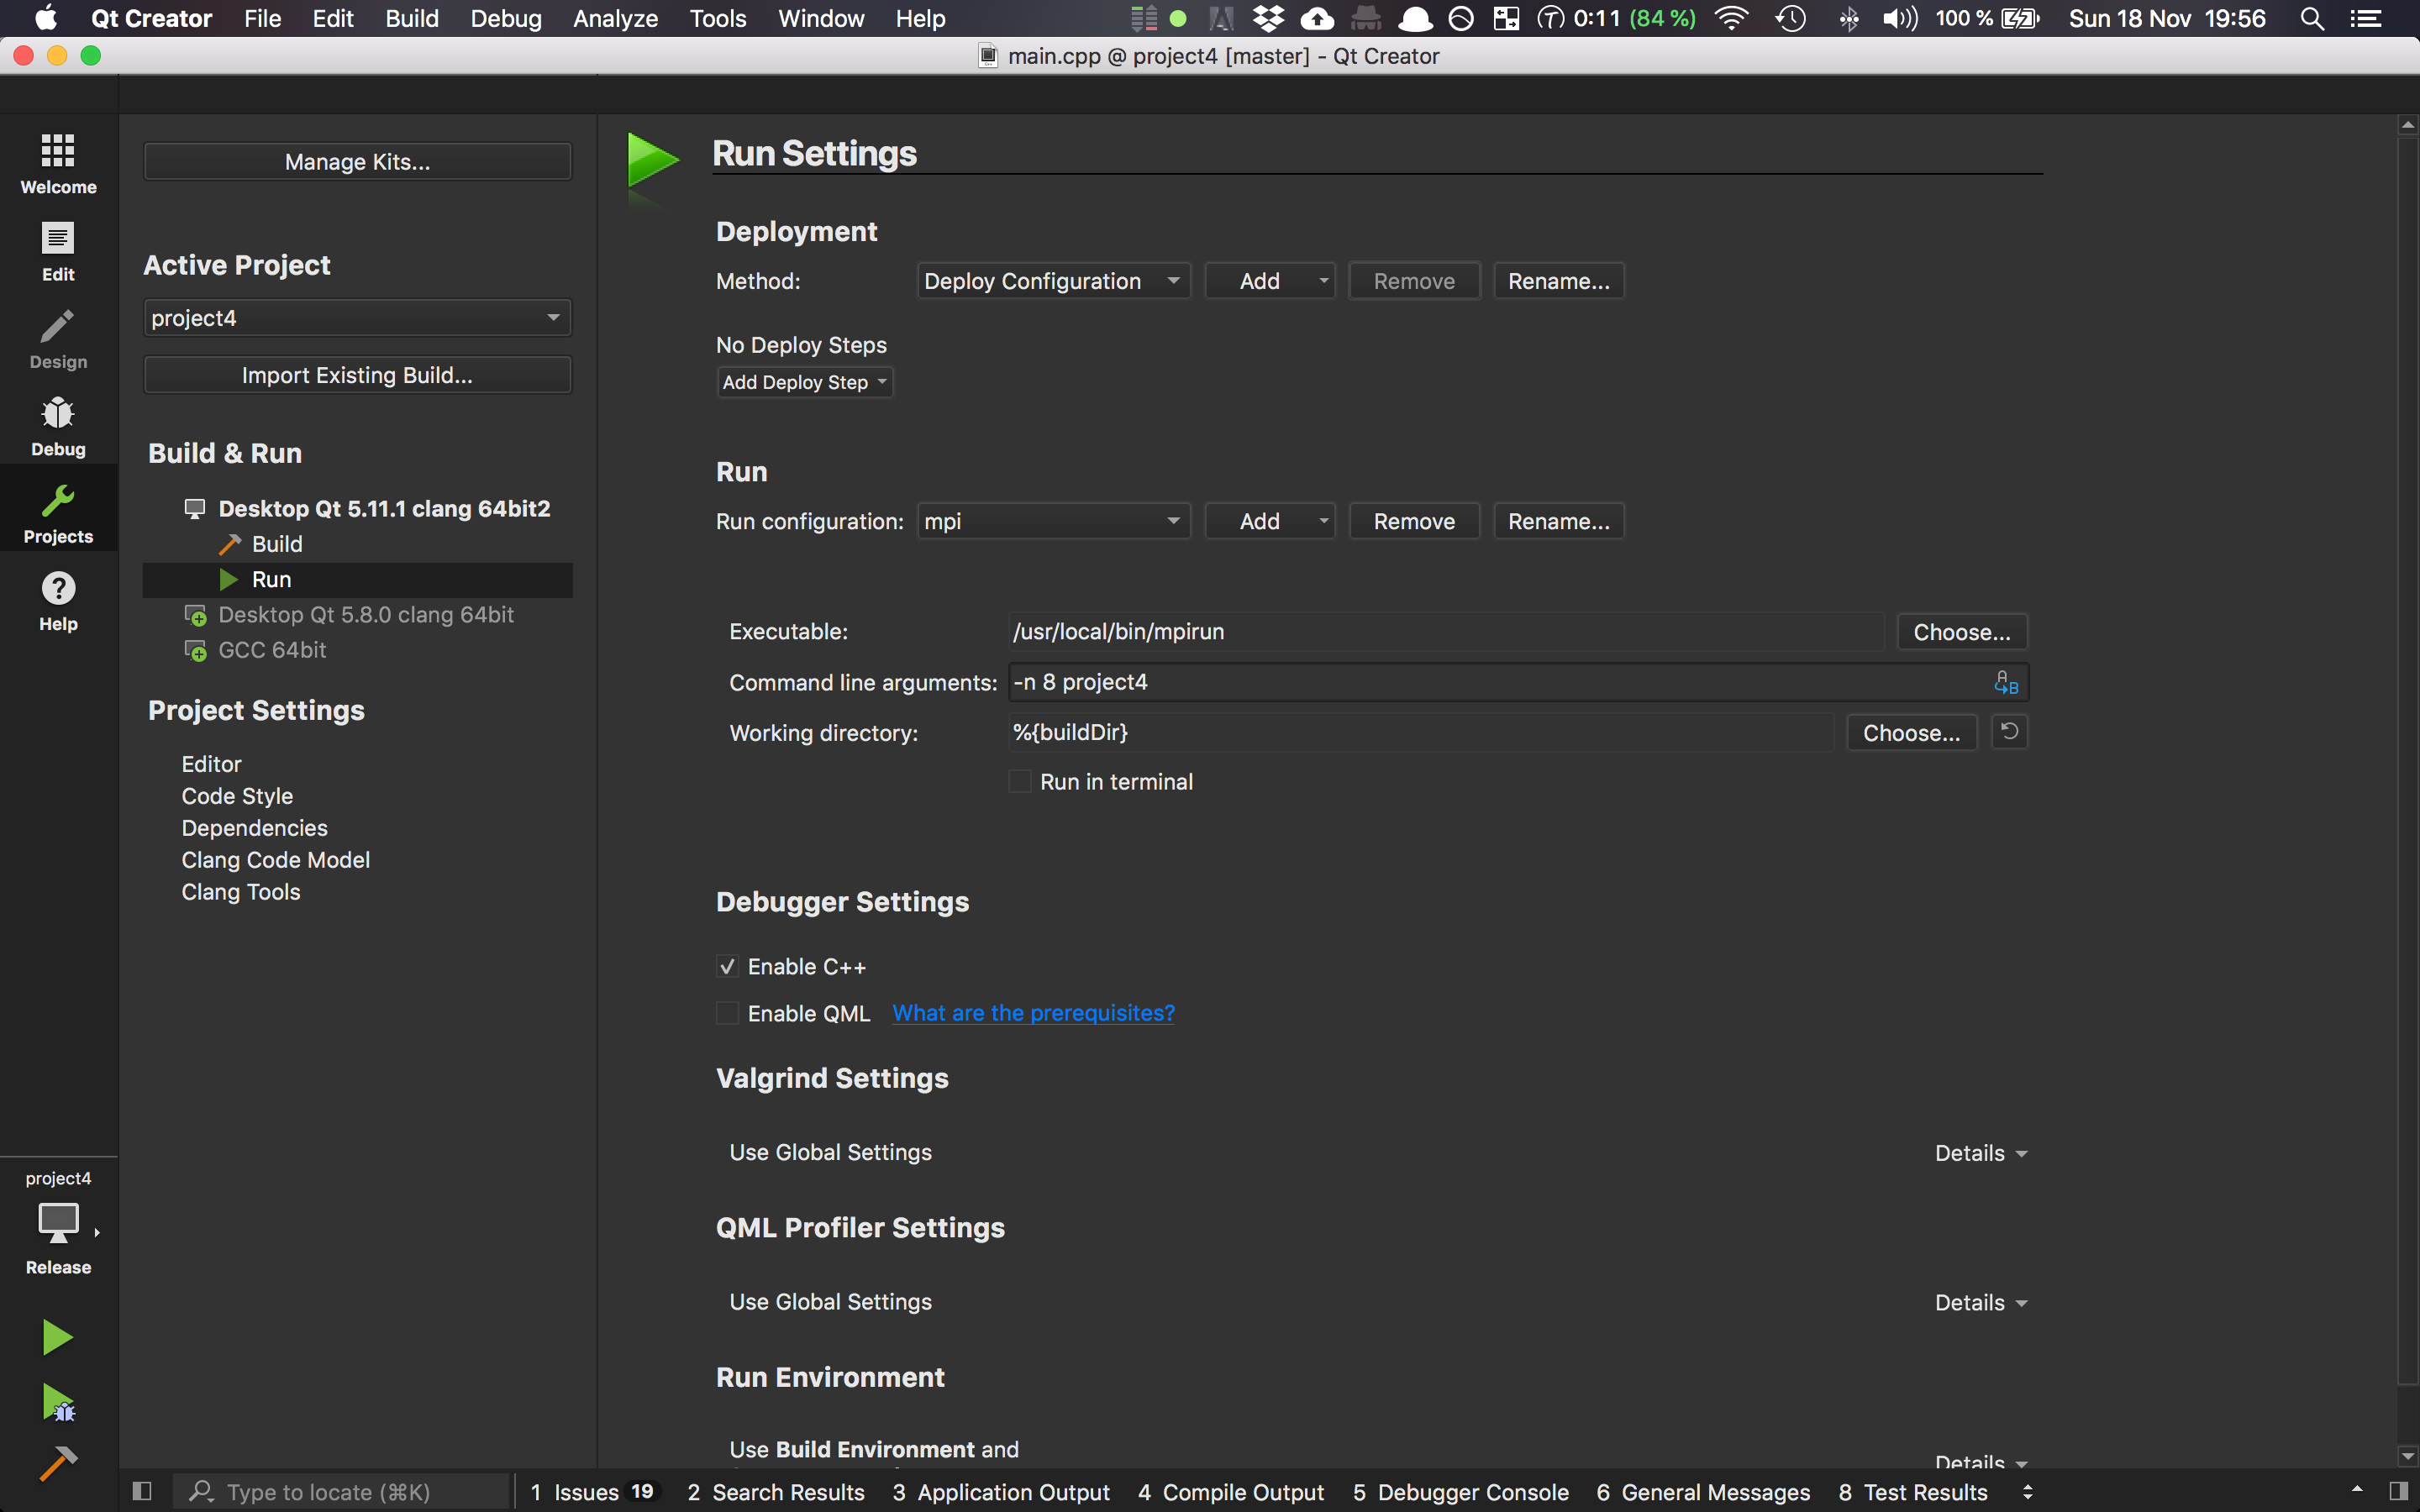 Qt Creator File Edit Build Debug Analyze Tools Window Help 0:11 (84 %) 100 % Sun 18 Nov 19:56
main.cpp @ project4 [master] - Qt Creator
Welcome
Edit
Design
Debug
Projects
Help
project4
Release
Manage Kits...
Active Project
project4
Import Existing Build...
Build & Run
Desktop Qt 5.11.1 clang 64bit2
Build
Run
Desktop Qt 5.8.0 clang 64bit
GCC 64bit
Project Settings
Editor
Code Style
Dependencies
Clang Code Model
Clang Tools
Run Settings
Deployment
Method: Deploy Configuration Add Remove Rename...
No Deploy Steps
Add Deploy Step
Run
Run configuration: mpi Add Remove Rename...
Executable: /usr/local/bin/mpirun Choose...
Command line arguments: -n 8 project4
Working directory: %{buildDir} Choose...
Run in terminal
Debugger Settings
Enable C++
Enable QML What are the prerequisites?
Valgrind Settings
Use Global Settings Details
QML Profiler Settings
Use Global Settings Details
Run Environment
Use Build Environment and Details
Type to locate (⌘K) 1 Issues 19 2 Search Results 3 Application Output 4 Compile Output 5 Debugger Console 6 General Messages 8 Test Results